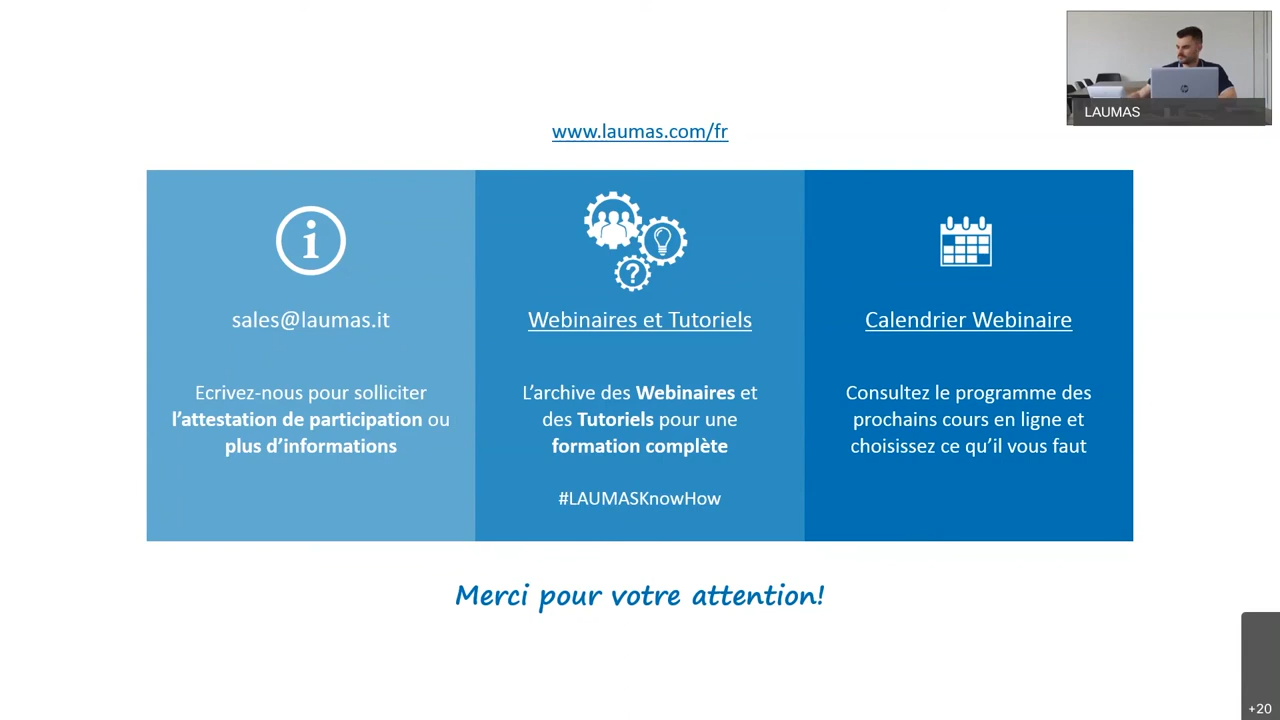 LAUMAS
www.laumas.com/fr
sales@laumas.it
Ecrivez-nous pour solliciter
l’attestation de participation ou
plus d’informations
Webinaires et Tutoriels
L’archive des Webinaires et
des Tutoriels pour une
formation complète
#LAUMASKnowHow
Calendrier Webinaire
Consultez le programme des
prochains cours en ligne et
choisissez ce qu’il vous faut
Merci pour votre attention!
+20